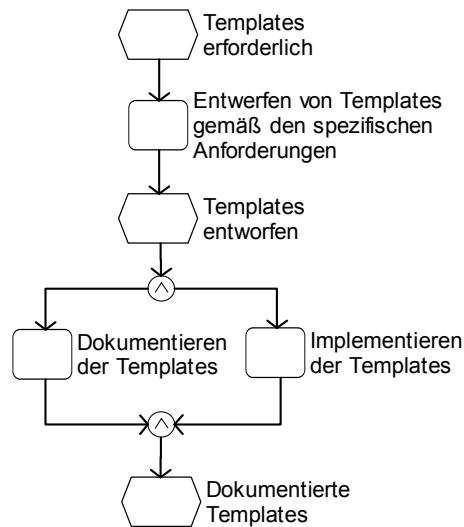 Templates
erforderlich
Entwerfen von Templates
gemäß den spezifischen
Anforderungen
Templates
entworfen
Dokumentieren
der Templates
Implementieren
der Templates
Dokumentierte
Templates